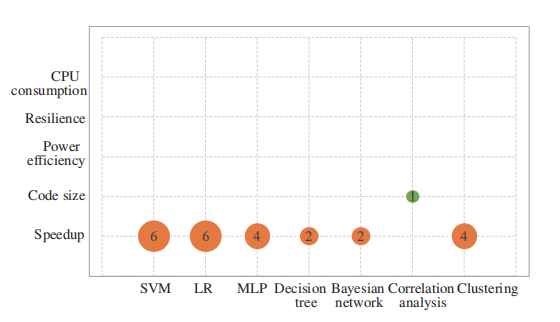 CPU
consumption
Resilience
Power
efficiency
Code size
1
Speedup
6 6 4 2 2 4
SVM LR MLP Decision Bayesian Correlation Clustering
tree network analysis